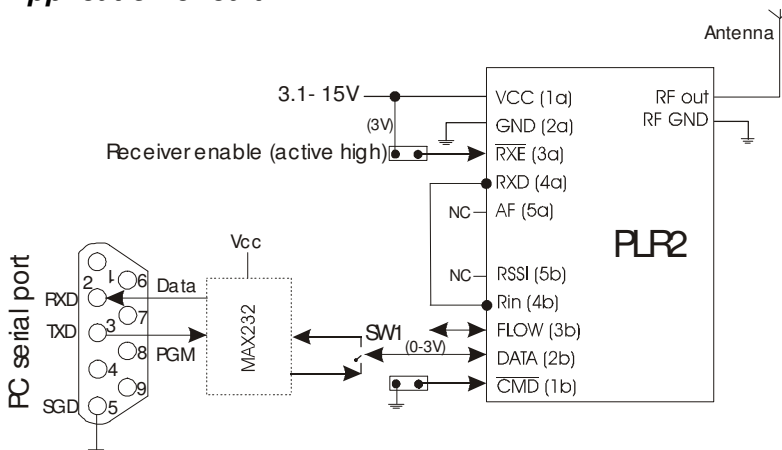 Antenna
3.1- 15V
VCC (1a)
RF out
(3V)
GND (2a)
RF GND
Receiver enable (active high)
RXE (3a)
RXD (4a)
NC
AF (5a)
PLR2
NC
RSSI (5b)
Rin (4b)
FLOW (3b)
SW1
(0-3V)
DATA (2b)
CMD (1b)
Vcc
MAX232
PC serial port
RXD
TXD
SGD
Data
PGM
1
2
3
4
5
6
7
8
9